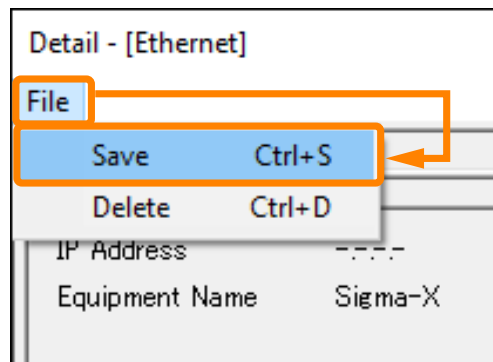 Detail - [Ethernet]
File
Save Ctrl+S
Delete Ctrl+D
IP Address -.-.-.-
Equipment Name Sigma-X